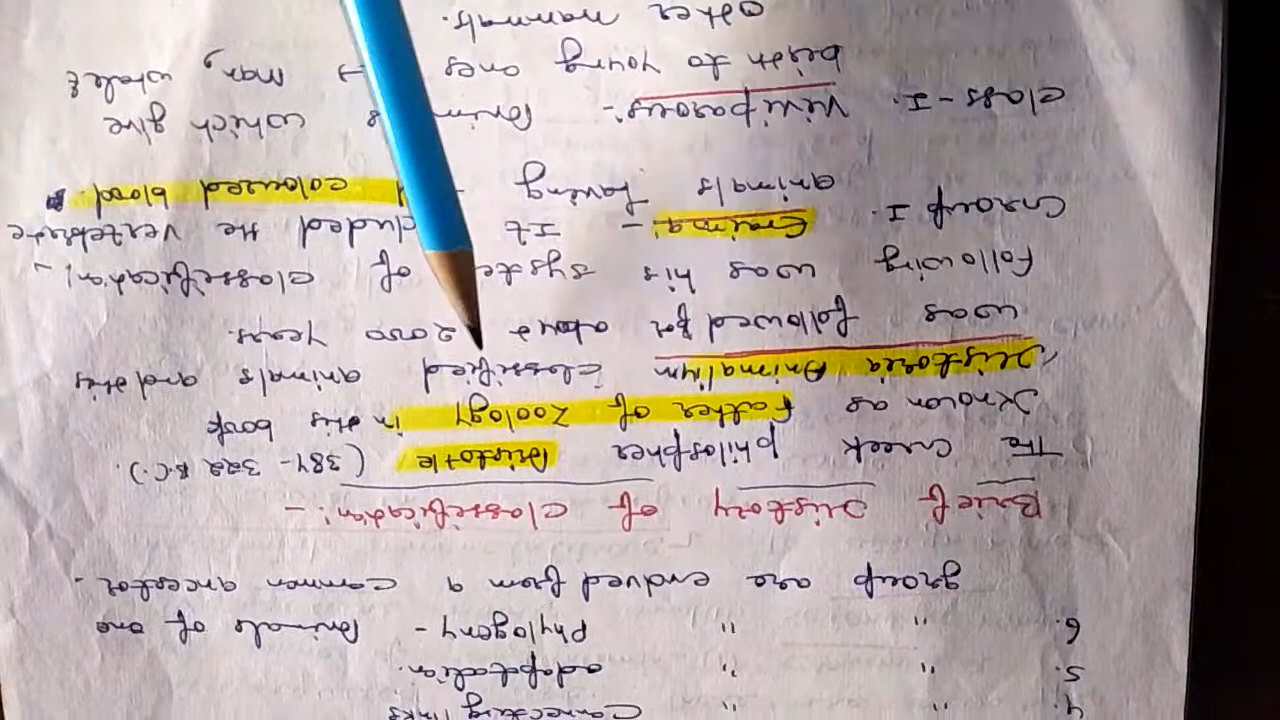 4. " " Connecting links
5. " " adaptation.
6. " " phylogeny - Animals of one
group are evolved from a common ancestor.
Brief History of Classification:-
The Greek philospher Aristotle (384-322 B.C.).
Known as Father of Zoology in his book
Historia Animalium classified animals and this
was followed for about 2000 years.
Following was his system of classification:-
Group I. Enaima:- It included the vertebrate
animals having coloured blood.
Class-I. Viviparous:- Animals which give
birth to young ones → man, whale &
other mammals.